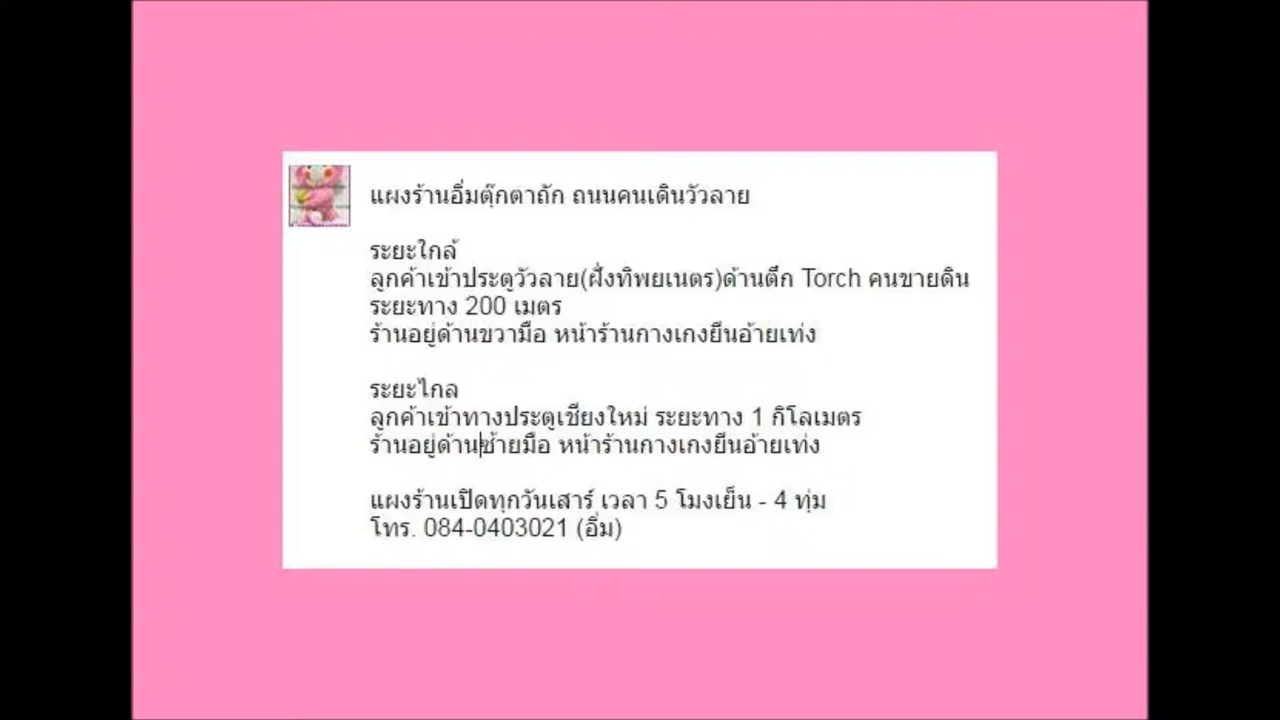 แผงร้านอิ่มตุ๊กตาถัก ถนนคนเดินวัวลาย
ระยะใกล้
ลูกค้าเข้าประตูวัวลาย(ฝั่งทิพยเนตร)ด้านตึก Torch คนขายดิน
ระยะทาง 200 เมตร
ร้านอยู่ด้านขวามือ หน้าร้านกางเกงยีนอ้ายเท่ง
ระยะไกล
ลูกค้าเข้าทางประตูเชียงใหม่ ระยะทาง 1 กิโลเมตร
ร้านอยู่ด้านซ้ายมือ หน้าร้านกางเกงยีนอ้ายเท่ง
แผงร้านเปิดทุกวันเสาร์ เวลา 5 โมงเย็น - 4 ทุ่ม
โทร. 084-0403021 (อิ่ม)